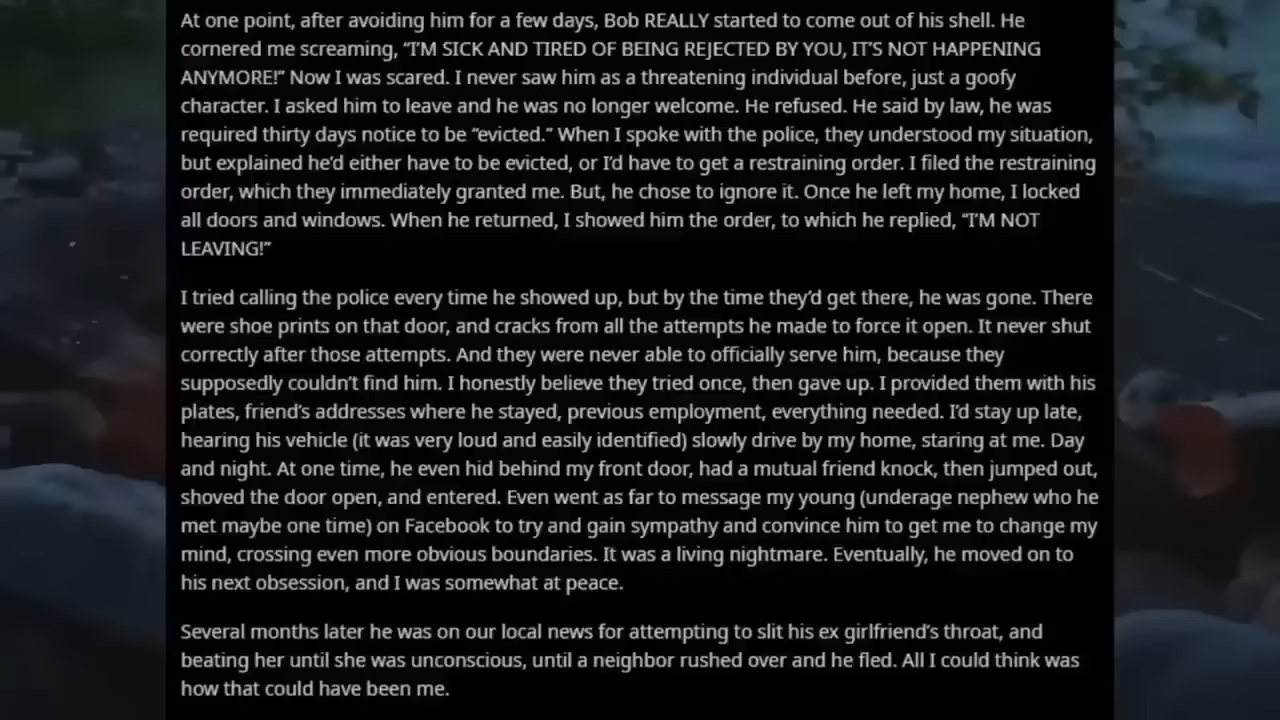 At one point, after avoiding him for a few days, Bob REALLY started to come out of his shell. He
cornered me screaming, “I’M SICK AND TIRED OF BEING REJECTED BY YOU, IT’S NOT HAPPENING
ANYMORE!” Now I was scared. I never saw him as a threatening individual before, just a goofy
character. I asked him to leave and he was no longer welcome. He refused. He said by law, he was
required thirty days notice to be “evicted.” When I spoke with the police, they understood my situation,
but explained he’d either have to be evicted, or I’d have to get a restraining order. I filed the restraining
order, which they immediately granted me. But, he chose to ignore it. Once he left my home, I locked
all doors and windows. When he returned, I showed him the order, to which he replied, “I’M NOT
LEAVING!”
I tried calling the police every time he showed up, but by the time they’d get there, he was gone. There
were shoe prints on that door, and cracks from all the attempts he made to force it open. It never shut
correctly after those attempts. And they were never able to officially serve him, because they
supposedly couldn’t find him. I honestly believe they tried once, then gave up. I provided them with his
plates, friend’s addresses where he stayed, previous employment, everything needed. I’d stay up late,
hearing his vehicle (it was very loud and easily identified) slowly drive by my home, staring at me. Day
and night. At one time, he even hid behind my front door, had a mutual friend knock, then jumped out,
shoved the door open, and entered. Even went as far to message my young (underage nephew who he
met maybe one time) on Facebook to try and gain sympathy and convince him to get me to change my
mind, crossing even more obvious boundaries. It was a living nightmare. Eventually, he moved on to
his next obsession, and I was somewhat at peace.
Several months later he was on our local news for attempting to slit his ex girlfriend’s throat, and
beating her until she was unconscious, until a neighbor rushed over and he fled. All I could think was
how that could have been me.